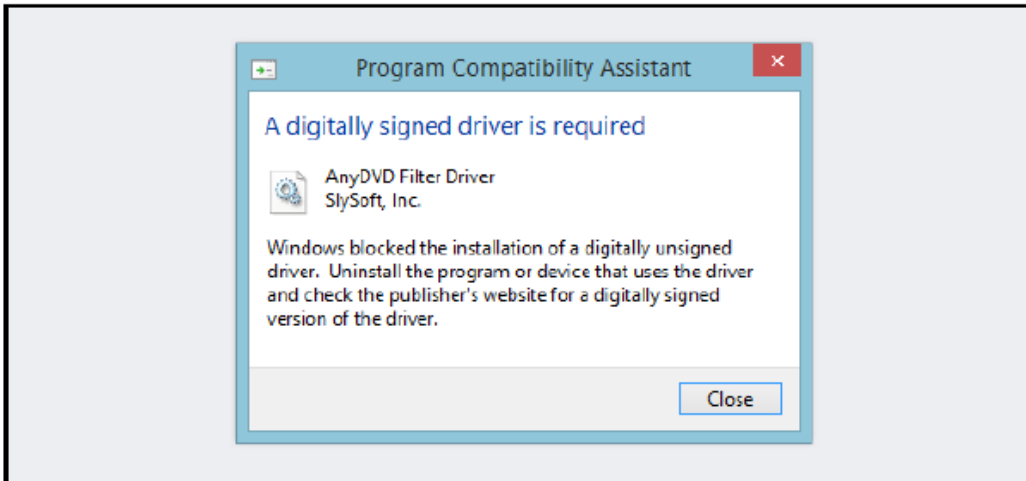 Program Compatibility Assistant
A digitally signed driver is required
AnyDVD Filter Driver
SlySoft, Inc.
Windows blocked the installation of a digitally unsigned
driver. Uninstall the program or device that uses the driver
and check the publisher's website for a digitally signed
version of the driver.
Close